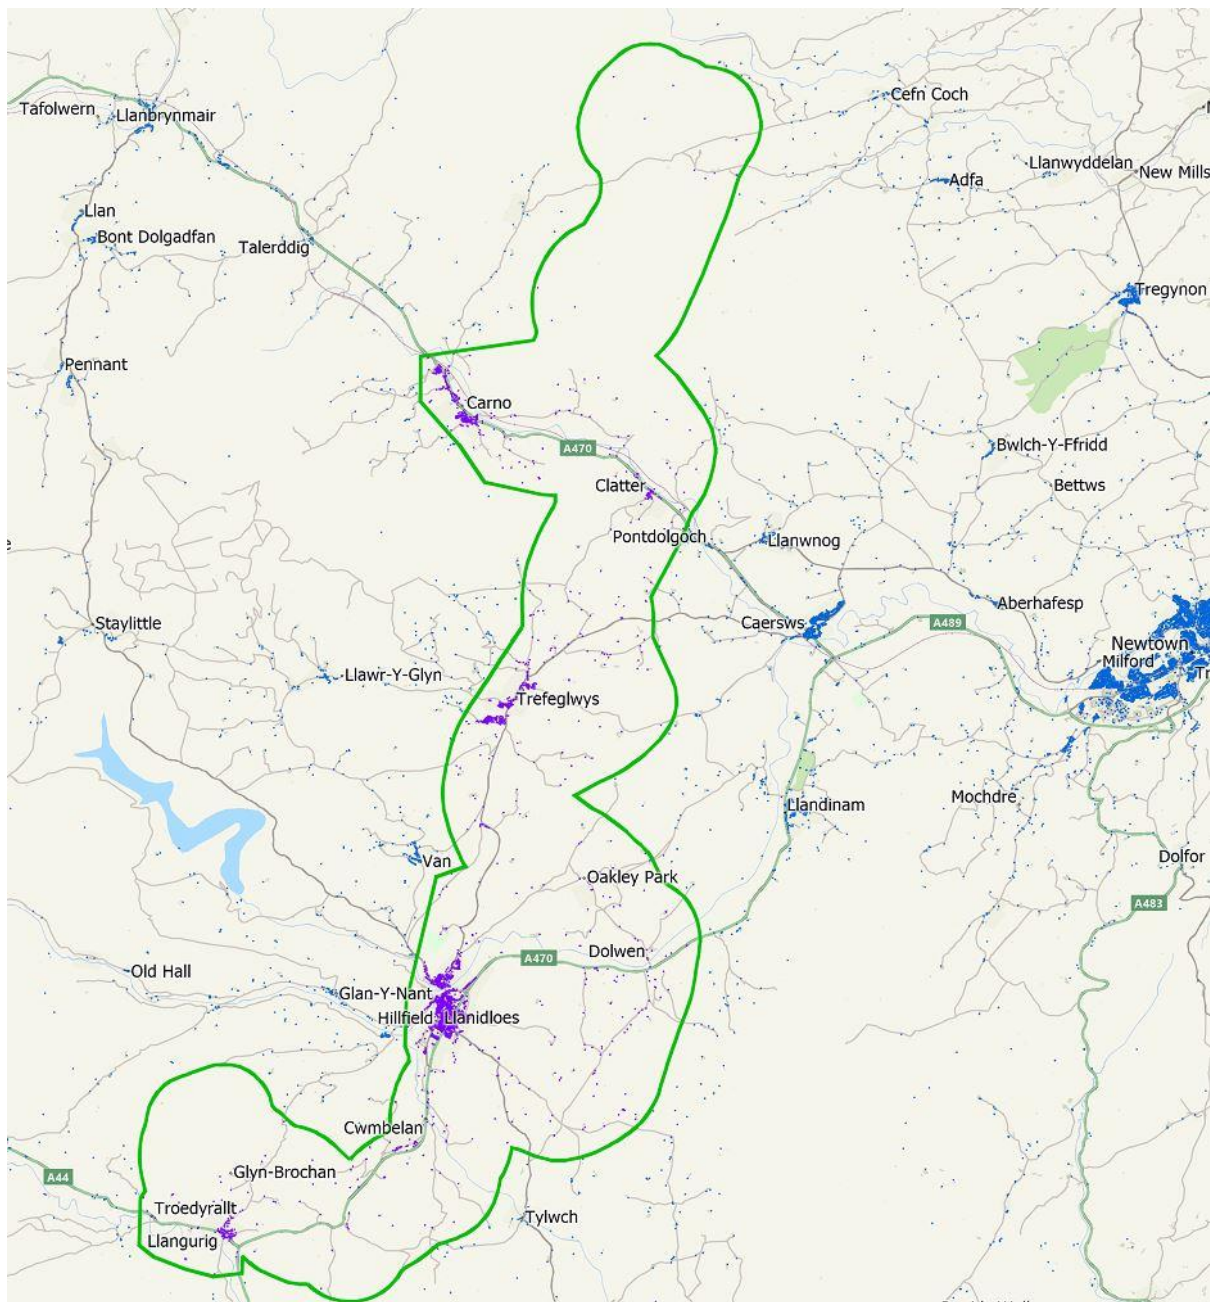 Cefn Coch
Tafolwern
Llanbrynmair
Llanwyddelan
New Mills
Adfa
Llan
Bont Dolgadfan
Talerddig
Tregynon
Pennant
Carno
A470
Bwlch-Y-Ffridd
Clatter
Bettws
Pontdolgoch
Llanwnog
Aberhafesp
Staylittle
Caersws
A489
Newtown
Milford
Llawr-Y-Glyn
Trefeglwys
Mochdre
Llandinam
Van
Dolfor
Oakley Park
A483
Dolwen
A470
Old Hall
Glan-Y-Nant
Hillfield
Llanidloes
Cwmbelan
Glyn-Brochan
A44
Troedyrallt
Tylwch
Llangurig